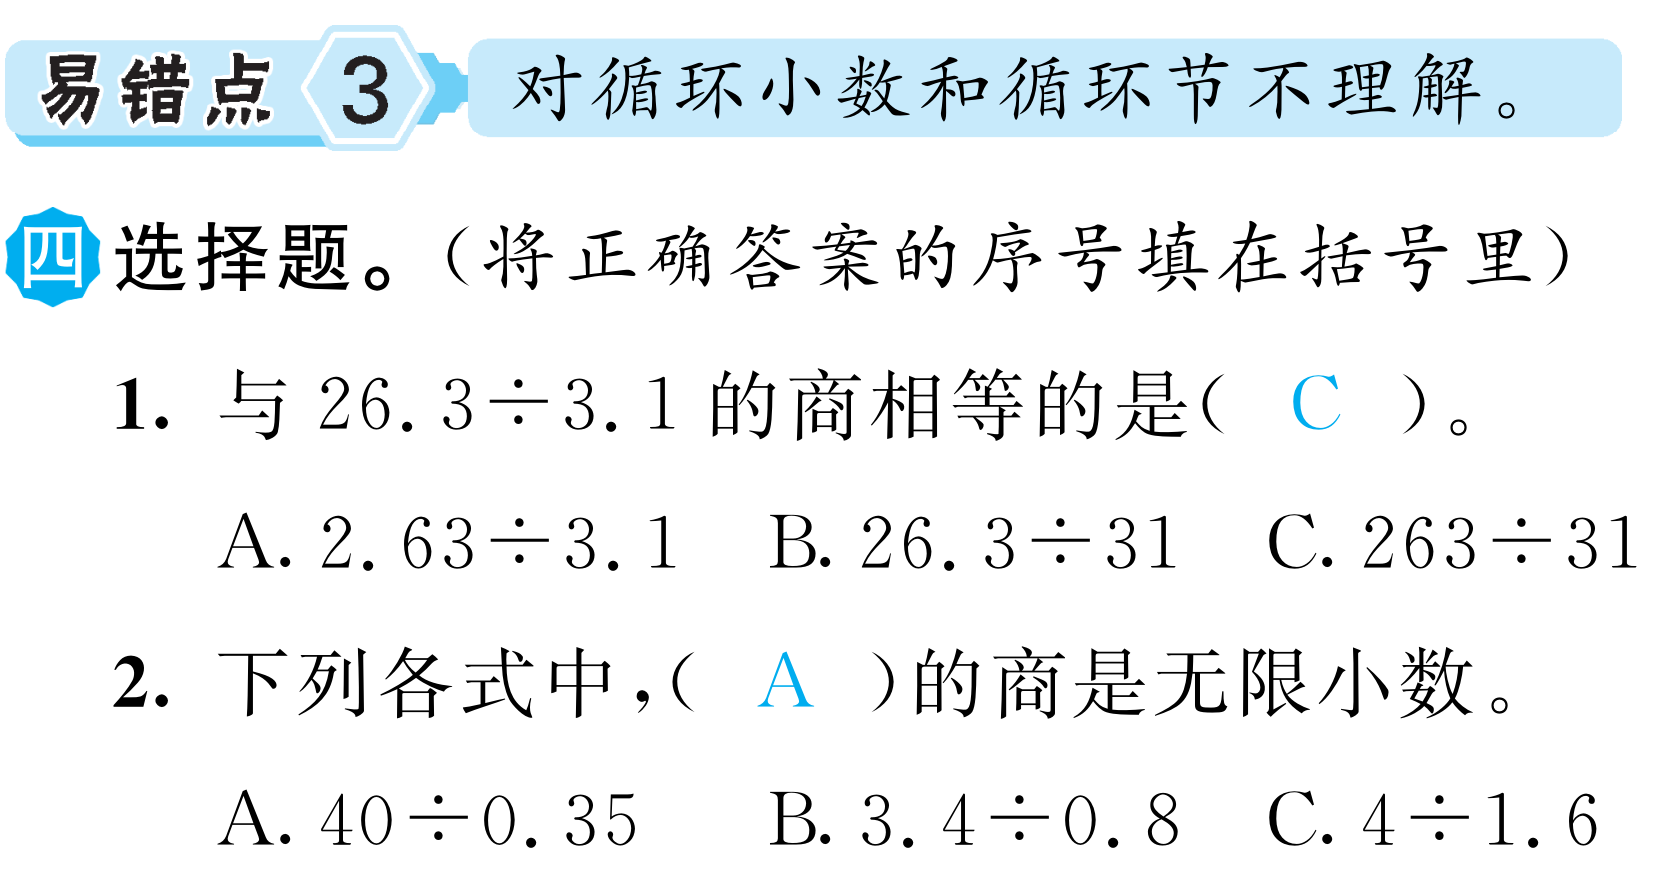 易错点 3 对循环小数和循环节不理解。
四 选择题。（将正确答案的序号填在括号里）
1. 与 26.3÷3.1 的商相等的是( C )。
A. 2.63÷3.1 B. 26.3÷31 C. 263÷31
2. 下列各式中,( A )的商是无限小数。
A. 40÷0.35 B. 3.4÷0.8 C. 4÷1.6